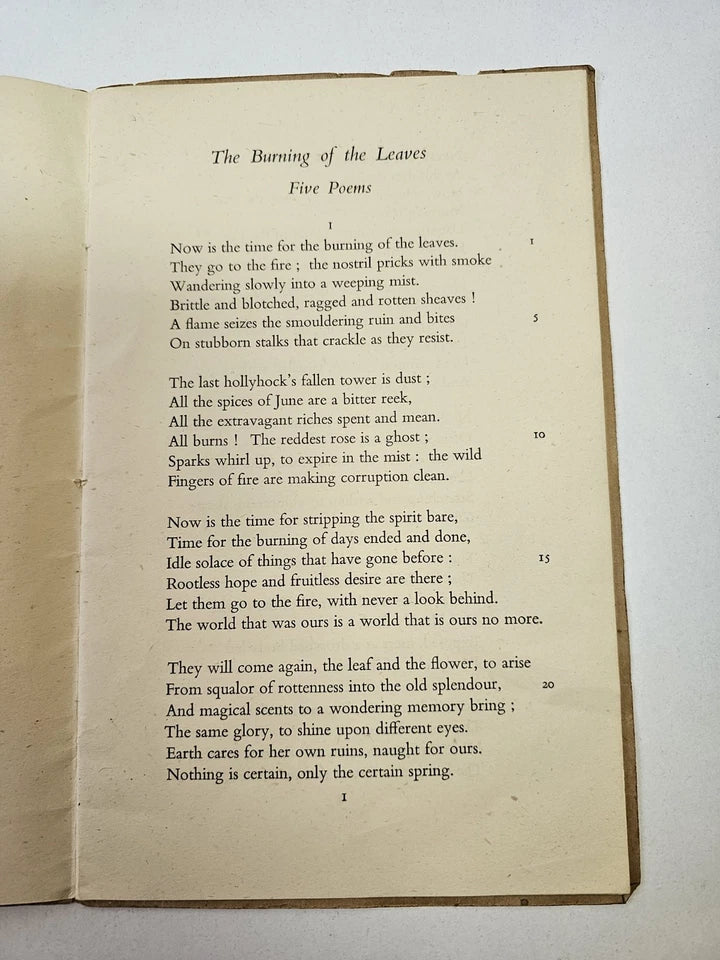 The Burning of the Leaves
Five Poems
I
Now is the time for the burning of the leaves. 1
They go to the fire ; the nostril pricks with smoke
Wandering slowly into a weeping mist.
Brittle and blotched, ragged and rotten sheaves !
A flame seizes the smouldering ruin and bites 5
On stubborn stalks that crackle as they resist.
The last hollyhock's fallen tower is dust ;
All the spices of June are a bitter reek,
All the extravagant riches spent and mean.
All burns ! The reddest rose is a ghost ; 10
Sparks whirl up, to expire in the mist : the wild
Fingers of fire are making corruption clean.
Now is the time for stripping the spirit bare,
Time for the burning of days ended and done,
Idle solace of things that have gone before : 15
Rootless hope and fruitless desire are there ;
Let them go to the fire, with never a look behind.
The world that was ours is a world that is ours no more.
They will come again, the leaf and the flower, to arise
From squalor of rottenness into the old splendour, 20
And magical scents to a wondering memory bring ;
The same glory, to shine upon different eyes.
Earth cares for her own ruins, naught for ours.
Nothing is certain, only the certain spring.
I